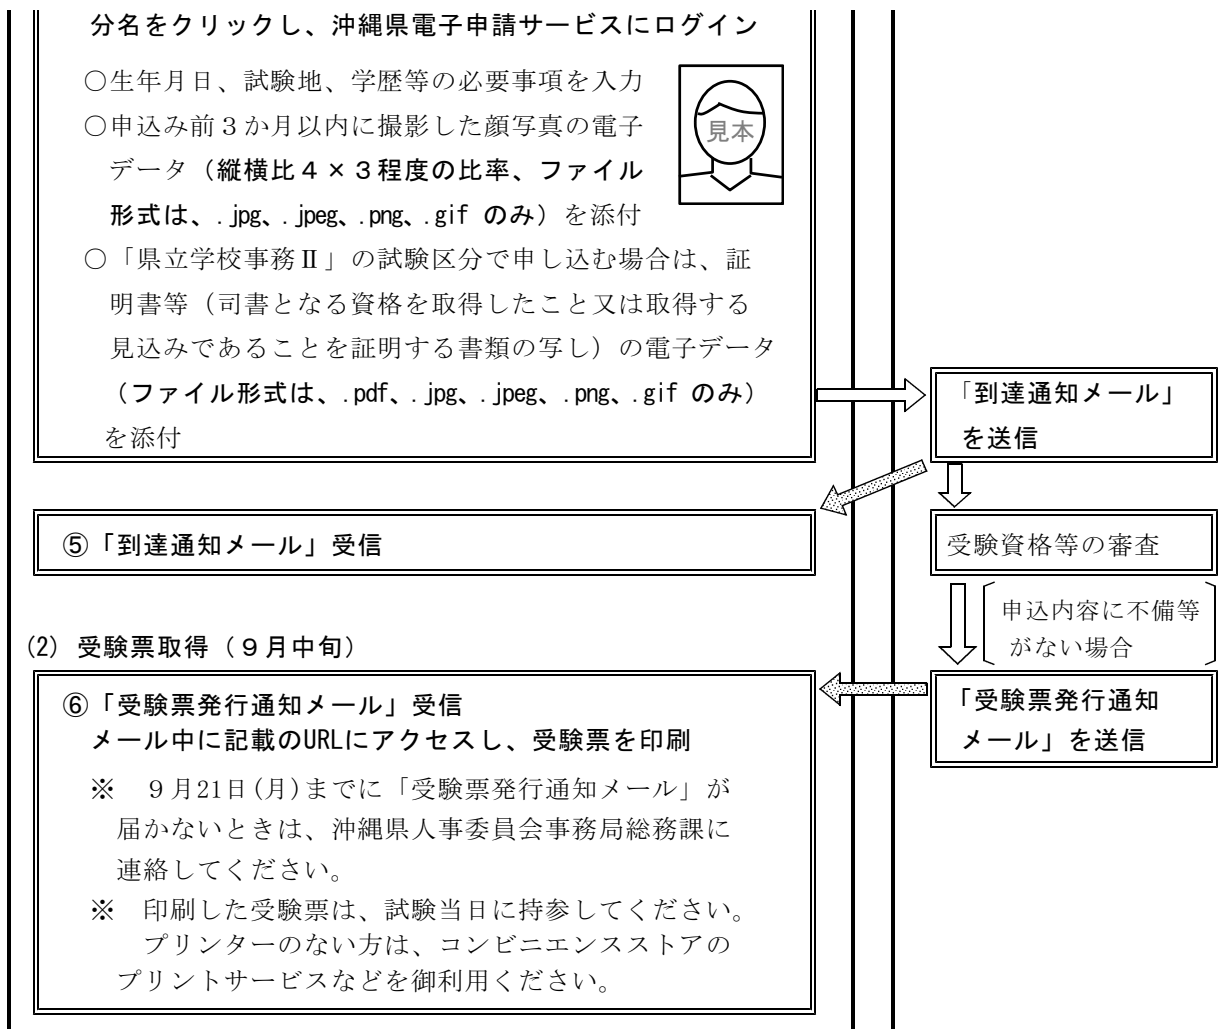 分名をクリックし、沖縄県電子申請サービスにログイン
○生年月日、試験地、学歴等の必要事項を入力
○申込み前３か月以内に撮影した顔写真の電子
データ（縦横比４×３程度の比率、ファイル
形式は、.jpg、.jpeg、.png、.gif のみ）を添付
見本
○「県立学校事務Ⅱ」の試験区分で申し込む場合は、証
明書等（司書となる資格を取得したこと又は取得する
見込みであることを証明する書類の写し）の電子データ
（ファイル形式は、.pdf、.jpg、.jpeg、.png、.gif のみ）
を添付
「到達通知メール」
を送信
⑤「到達通知メール」受信
受験資格等の審査
申込内容に不備等
がない場合
(2) 受験票取得（９月中旬）
⑥「受験票発行通知メール」受信
メール中に記載のURLにアクセスし、受験票を印刷
「受験票発行通知
メール」を送信
※　９月21日(月)までに「受験票発行通知メール」が
届かないときは、沖縄県人事委員会事務局総務課に
連絡してください。
※　印刷した受験票は、試験当日に持参してください。
プリンターのない方は、コンビニエンスストアの
プリントサービスなどを御利用ください。